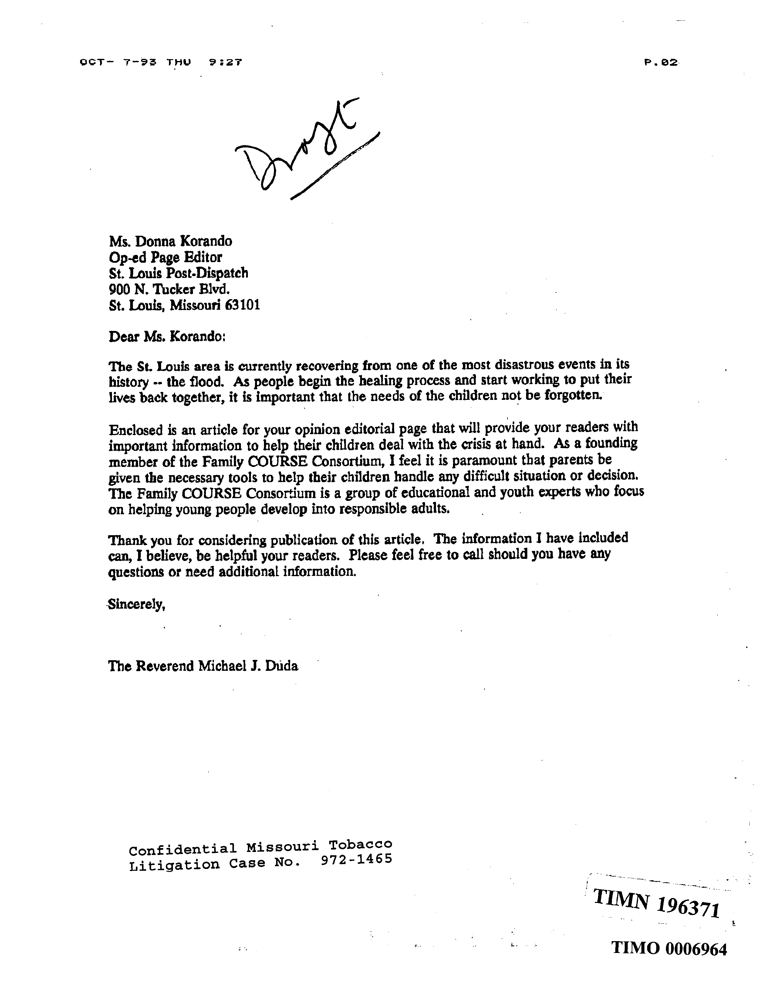 OCT- 7-93 THU 9:27 P.02
Draft
Ms. Donna Korando
Op-ed Page Editor
St. Louis Post-Dispatch
900 N. Tucker Blvd.
St. Louis, Missouri 63101
Dear Ms. Korando:
The St. Louis area is currently recovering from one of the most disastrous events in its
history -- the flood. As people begin the healing process and start working to put their
lives back together, it is important that the needs of the children not be forgotten.
Enclosed is an article for your opinion editorial page that will provide your readers with
important information to help their children deal with the crisis at hand. As a founding
member of the Family COURSE Consortium, I feel it is paramount that parents be
given the necessary tools to help their children handle any difficult situation or decision.
The Family COURSE Consortium is a group of educational and youth experts who focus
on helping young people develop into responsible adults.
Thank you for considering publication of this article. The information I have included
can, I believe, be helpful your readers. Please feel free to call should you have any
questions or need additional information.
Sincerely,
The Reverend Michael J. Duda
Confidential Missouri Tobacco
Litigation Case No. 972-1465
TIMN 196371
TIMO 0006964